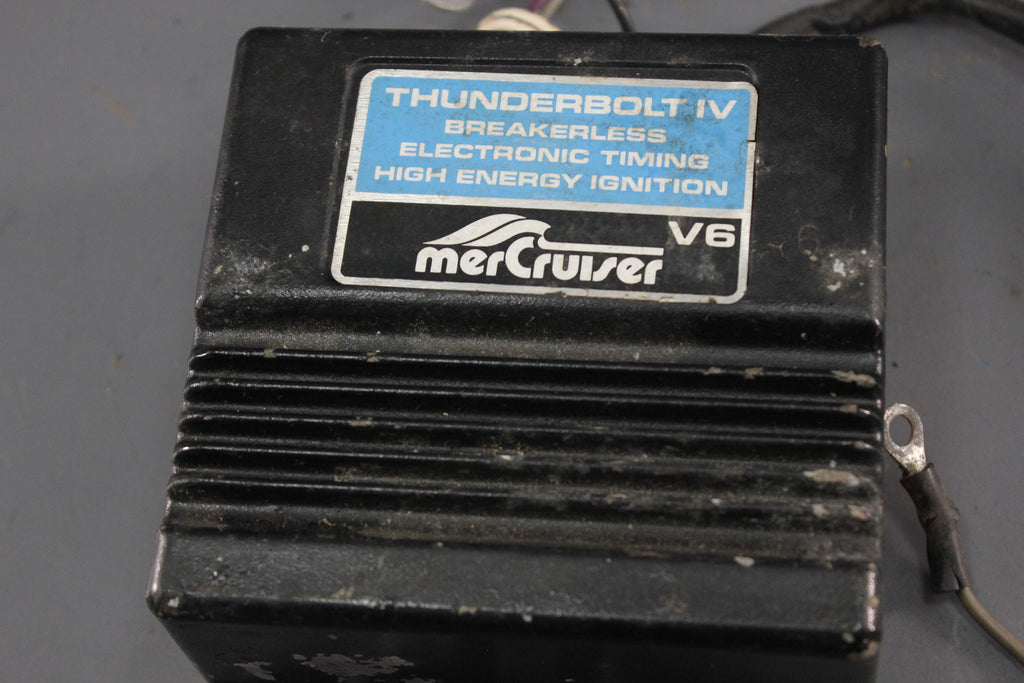 THUNDERBOLT IV
BREAKERLESS
ELECTRONIC TIMING
HIGH ENERGY IGNITION
V6
merCruiser